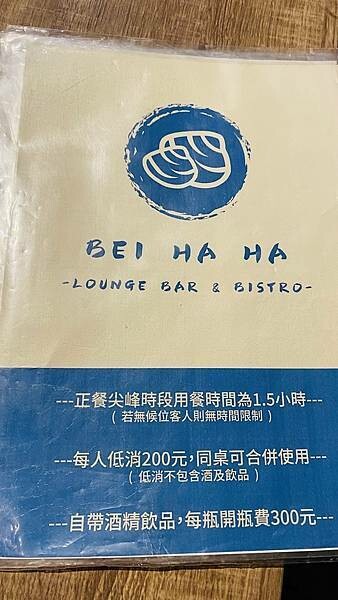 BEI HA HA
-LOUNGE BAR & BISTRO-
---正餐尖峰時段用餐時間為1.5小時---
( 若無候位客人則無時間限制 )
---每人低消200元，同桌可合併使用---
( 低消不包含酒及飲品 )
---自帶酒精飲品，每瓶開瓶費300元---